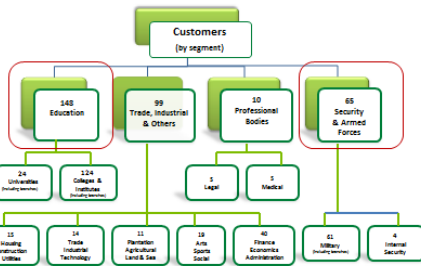 Customers
(by segment)
148
Education
99
Trade, Industrial
& Others
10
Professional
Bodies
65
Security
& Armed
Forces
24
Universities
(including branches)
124
Colleges &
Institutes
(including branches)
5
Legal
5
Medical
15
Housing
onstruction
Utilities
14
Trade
Industrial
Technology
11
Plantation
Agricultural
Land & Sea
19
Arts
Sports
Social
40
Finance
Economics
Administration
61
Military
(including branches)
4
Internal
Security